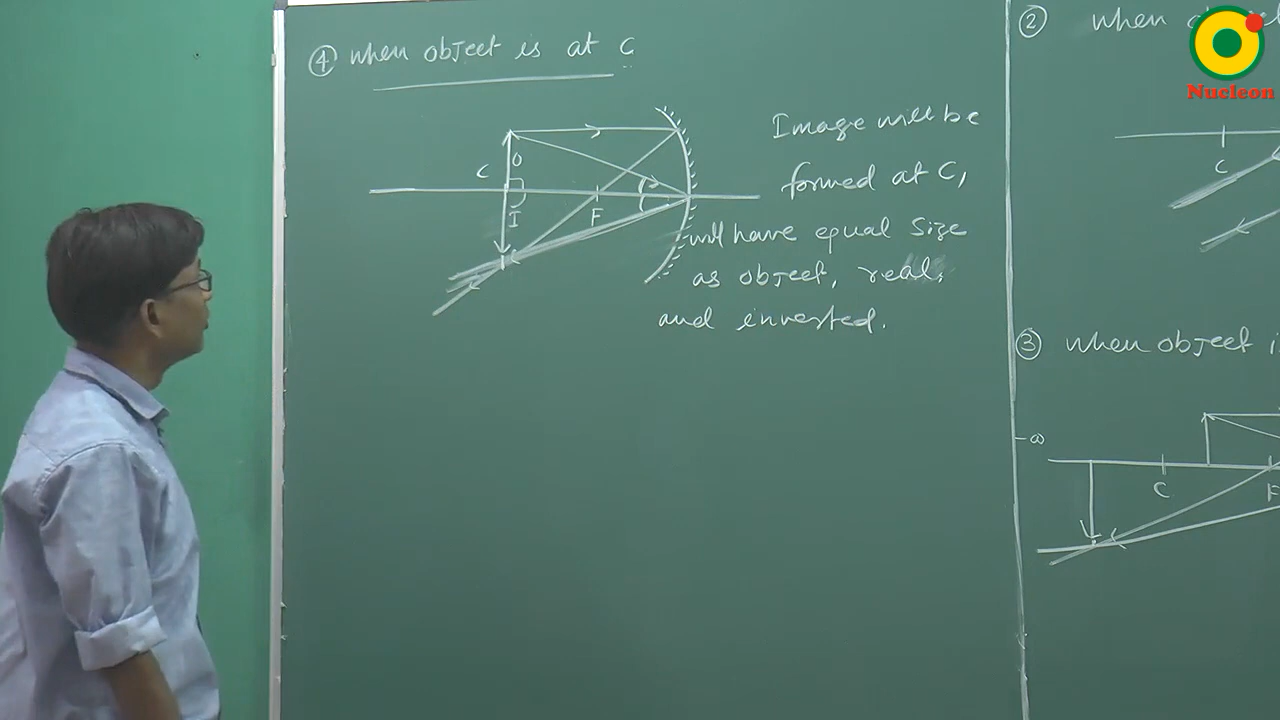 ④ when object is at C
Image will be
formed at C,
will have equal size
as object, real,
and inverted.
C
O
I
F
② when
C
③ when object i
∞
C
F
Nucleon